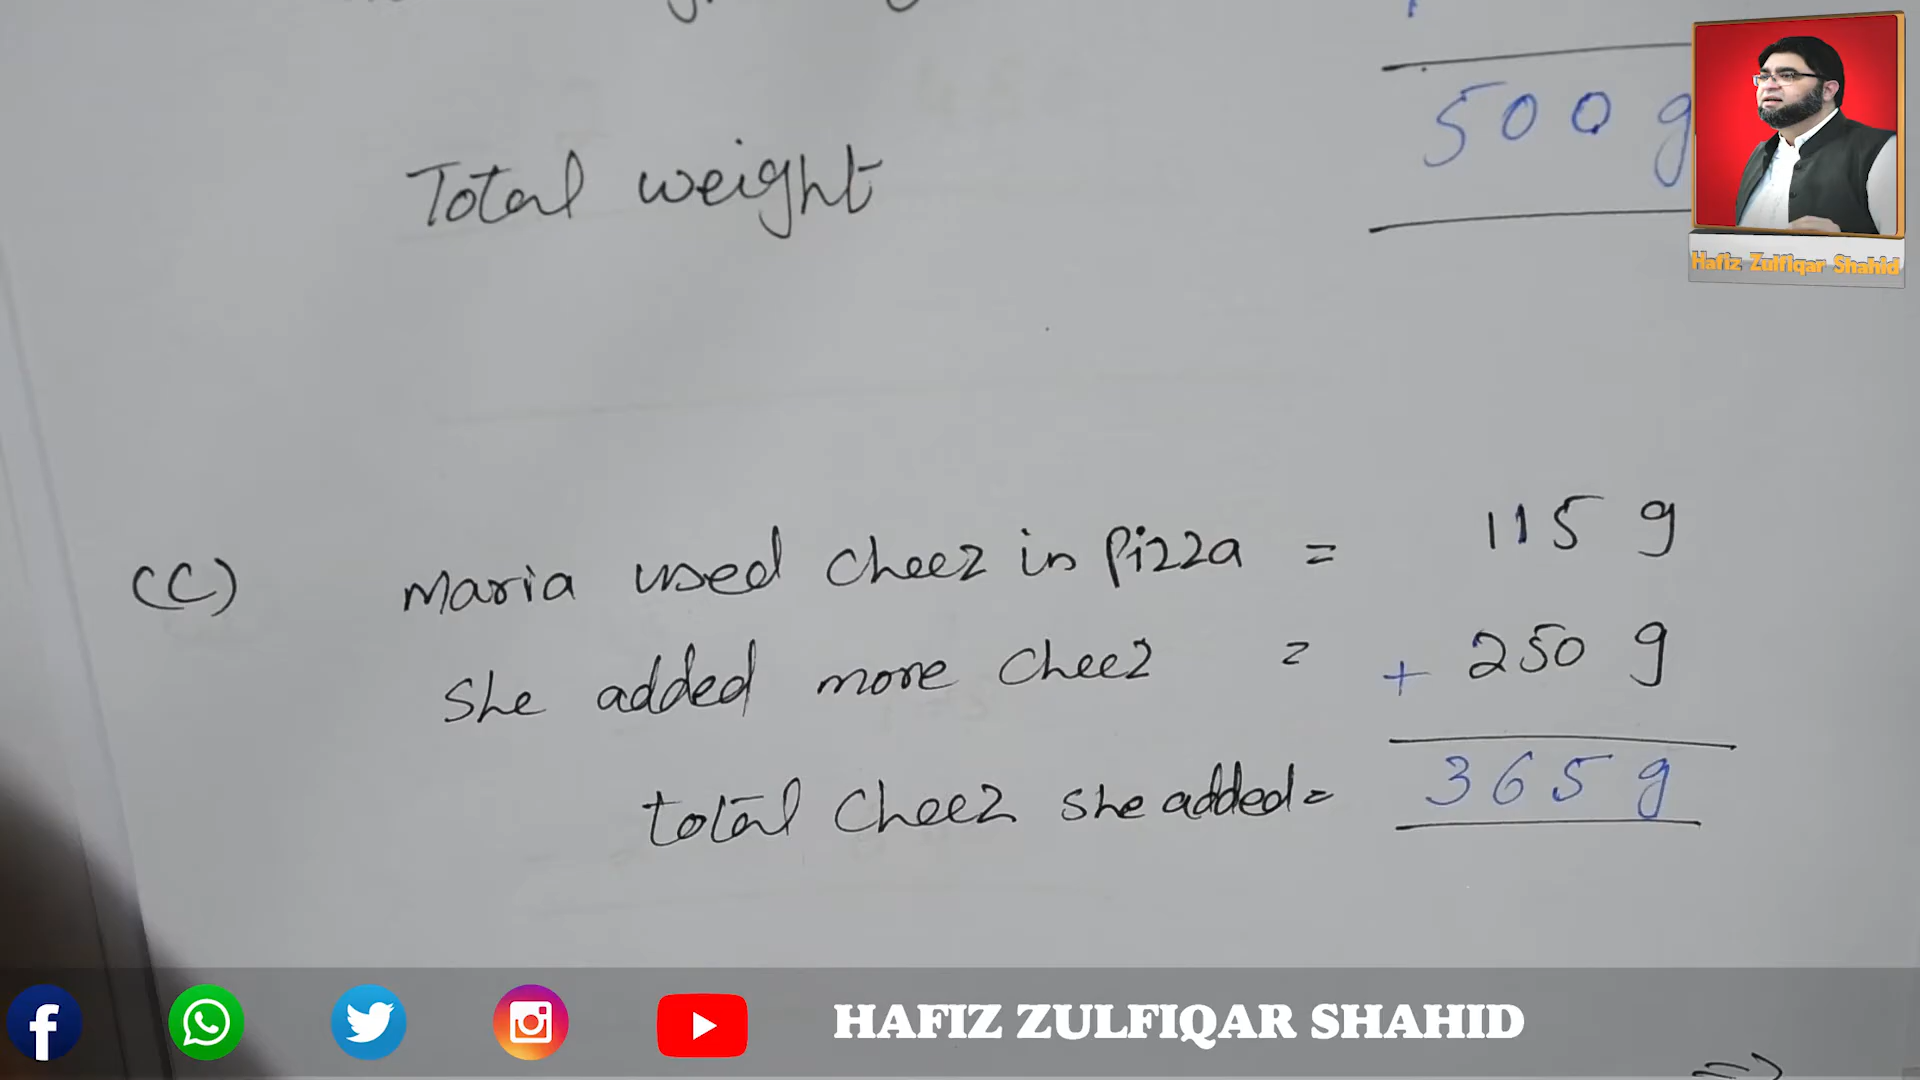 500 g
Total weight
Hafiz Zulfiqar Shahid
(C) Maria used Cheez in Pizza = 115 g
She added more Cheez = + 250 g
total Cheez she added = 365 g
HAFIZ ZULFIQAR SHAHID